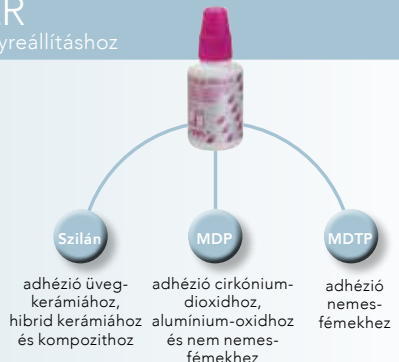 R
yreállításhoz
Szilán
MDP
MDTP
adhézió üveg-
kerámiához,
hibrid kerámiához
és kompozithoz
adhézió cirkónium-
dioxidhoz,
alumínium-oxidhoz
és nem nemes-
fémekhez
adhézió
nemes-
fémekhez